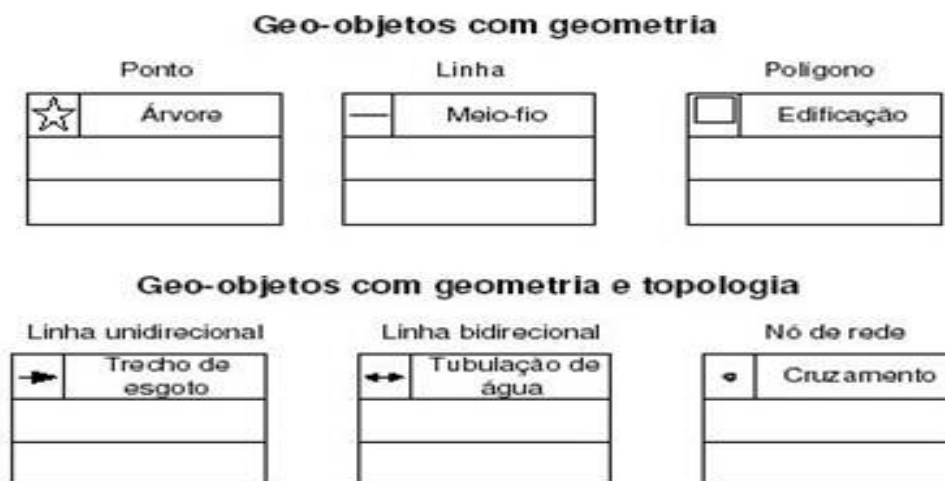 Geo-objetos com geometria
Ponto Linha Polígono
Árvore Meio-fio Edificação
Geo-objetos com geometria e topologia
Linha unidirecional Linha bidirecional Nó de rede
Trecho de esgoto Tubulação de água Cruzamento